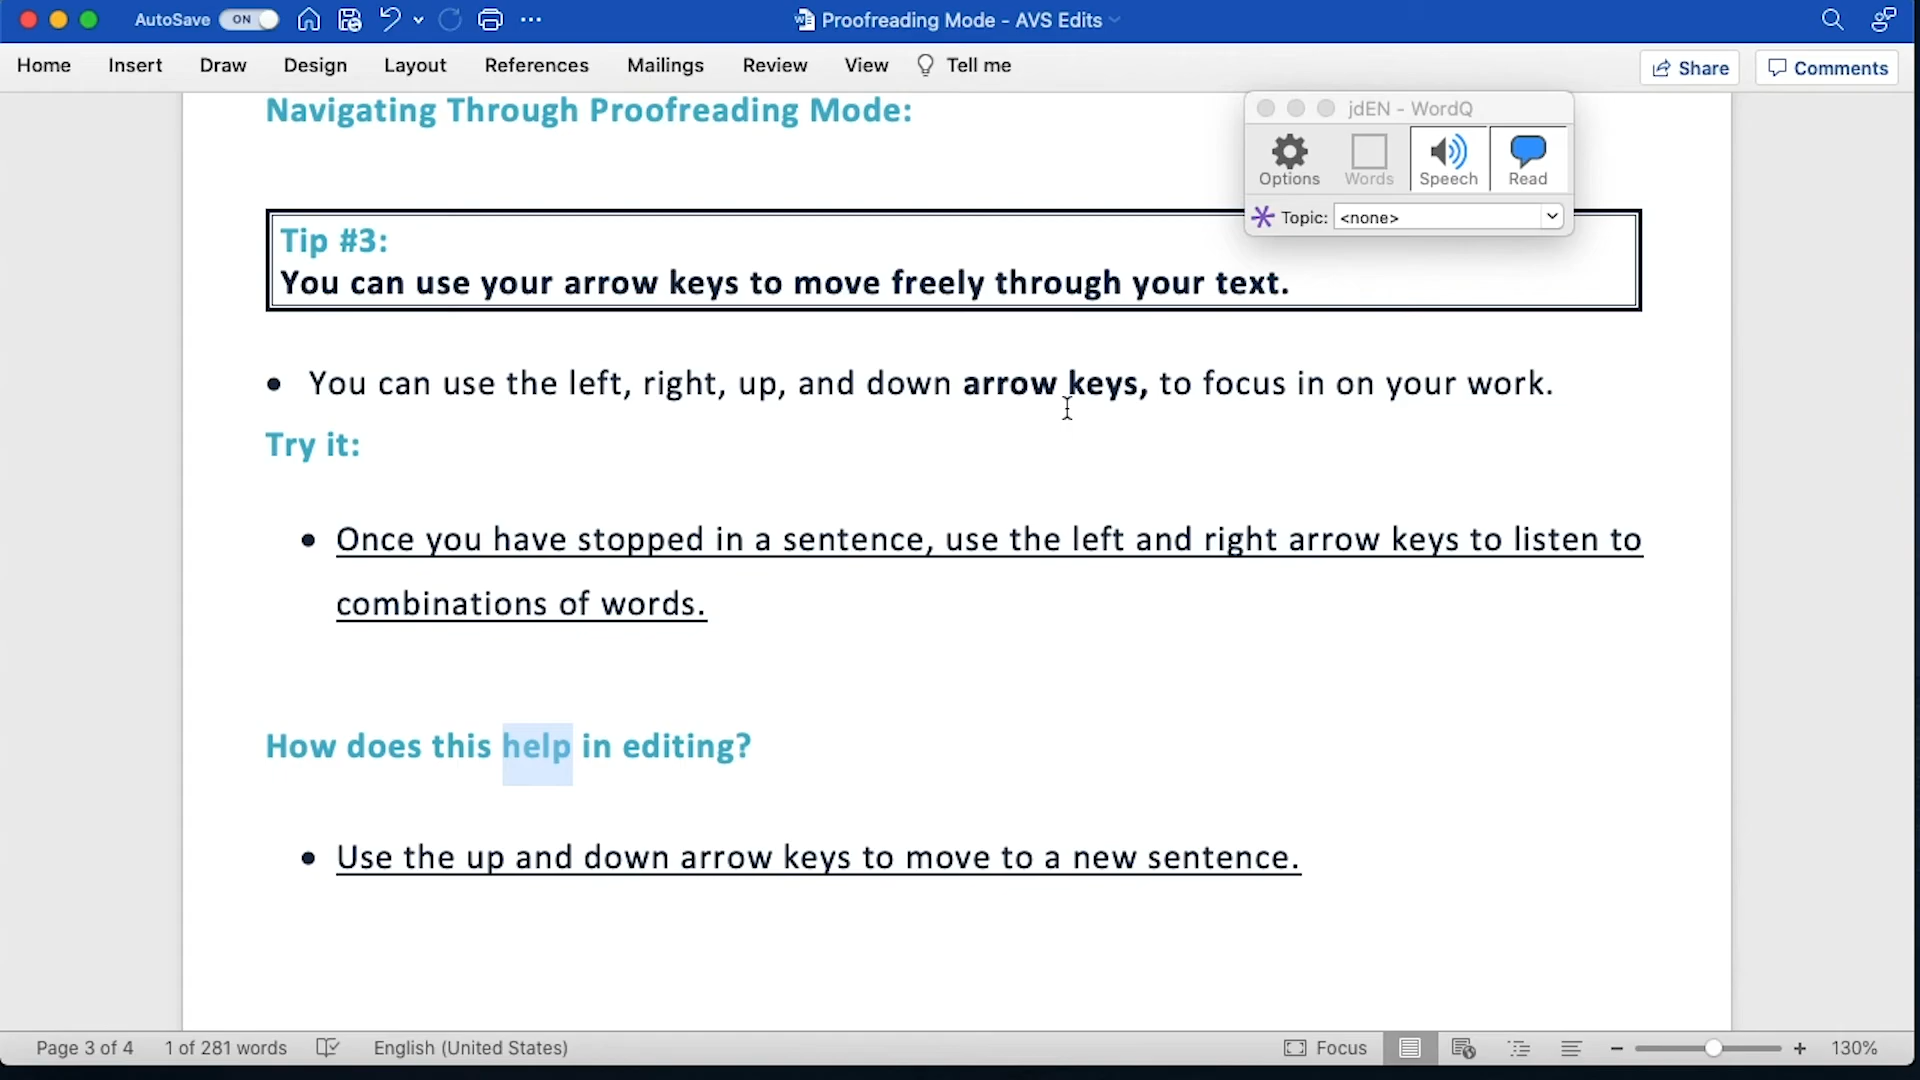 AutoSave ON Proofreading Mode - AVS Edits
Home Insert Draw Design Layout References Mailings Review View Tell me Share Comments
Navigating Through Proofreading Mode:
jdEN - WordQ
Options Words Speech Read
Topic: <none>
Tip #3:
You can use your arrow keys to move freely through your text.
• You can use the left, right, up, and down arrow keys, to focus in on your work.
Try it:
• Once you have stopped in a sentence, use the left and right arrow keys to listen to
combinations of words.
How does this help in editing?
• Use the up and down arrow keys to move to a new sentence.
Page 3 of 4 1 of 281 words English (United States) Focus 130%